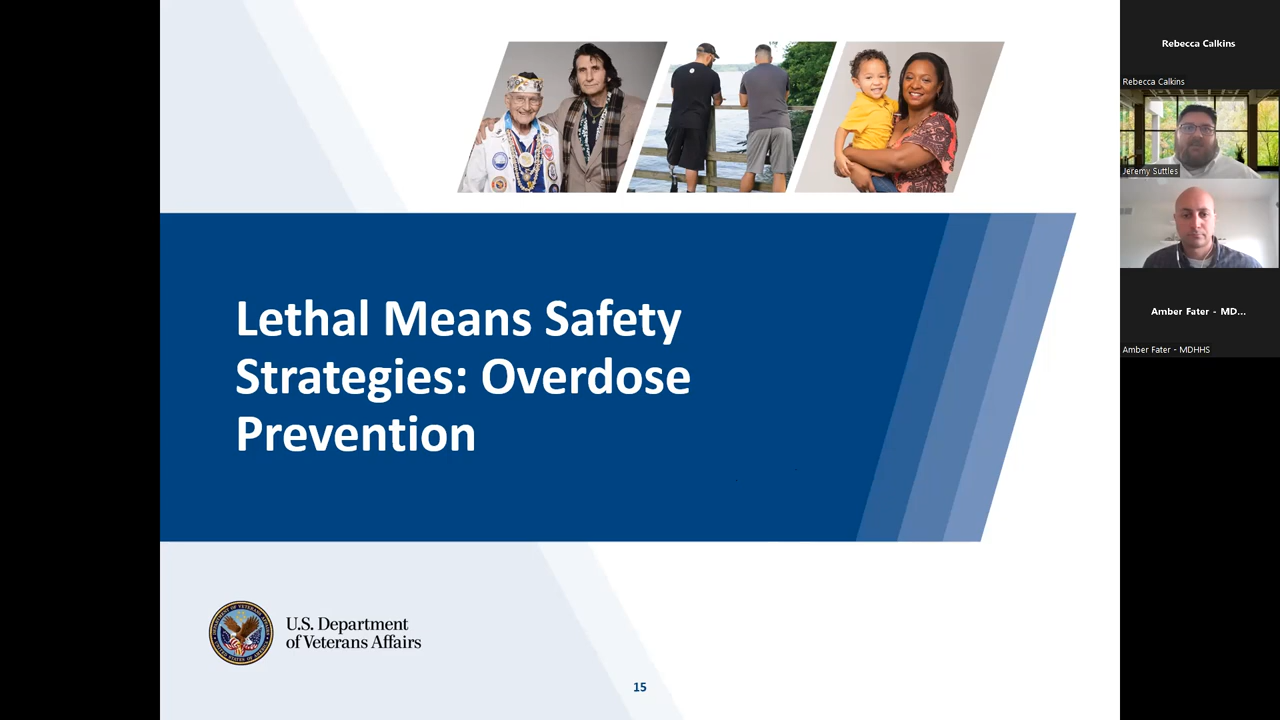 Lethal Means Safety
Strategies: Overdose
Prevention
U.S. Department
of Veterans Affairs
15
Rebecca Calkins
Rebecca Calkins
Jeremy Suttles
Amber Fater - MD...
Amber Fater - MDHHS